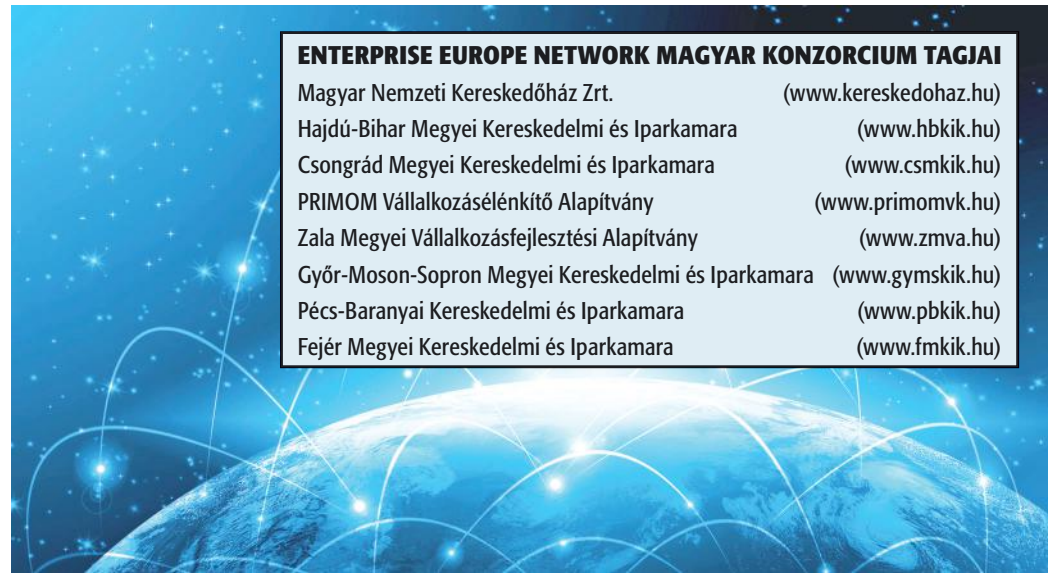 ENTERPRISE EUROPE NETWORK MAGYAR KONZORCIUM TAGJAI
Magyar Nemzeti Kereskedőház Zrt. (www.kereskedohaz.hu)
Hajdú-Bihar Megyei Kereskedelmi és Iparkamara (www.hbkik.hu)
Csongrád Megyei Kereskedelmi és Iparkamara (www.csmkik.hu)
PRIMOM Vállalkozásélénkítő Alapítvány (www.primomvk.hu)
Zala Megyei Vállalkozásfejlesztési Alapítvány (www.zmva.hu)
Győr-Moson-Sopron Megyei Kereskedelmi és Iparkamara (www.gymskik.hu)
Pécs-Baranyai Kereskedelmi és Iparkamara (www.pbkik.hu)
Fejér Megyei Kereskedelmi és Iparkamara (www.fmkik.hu)